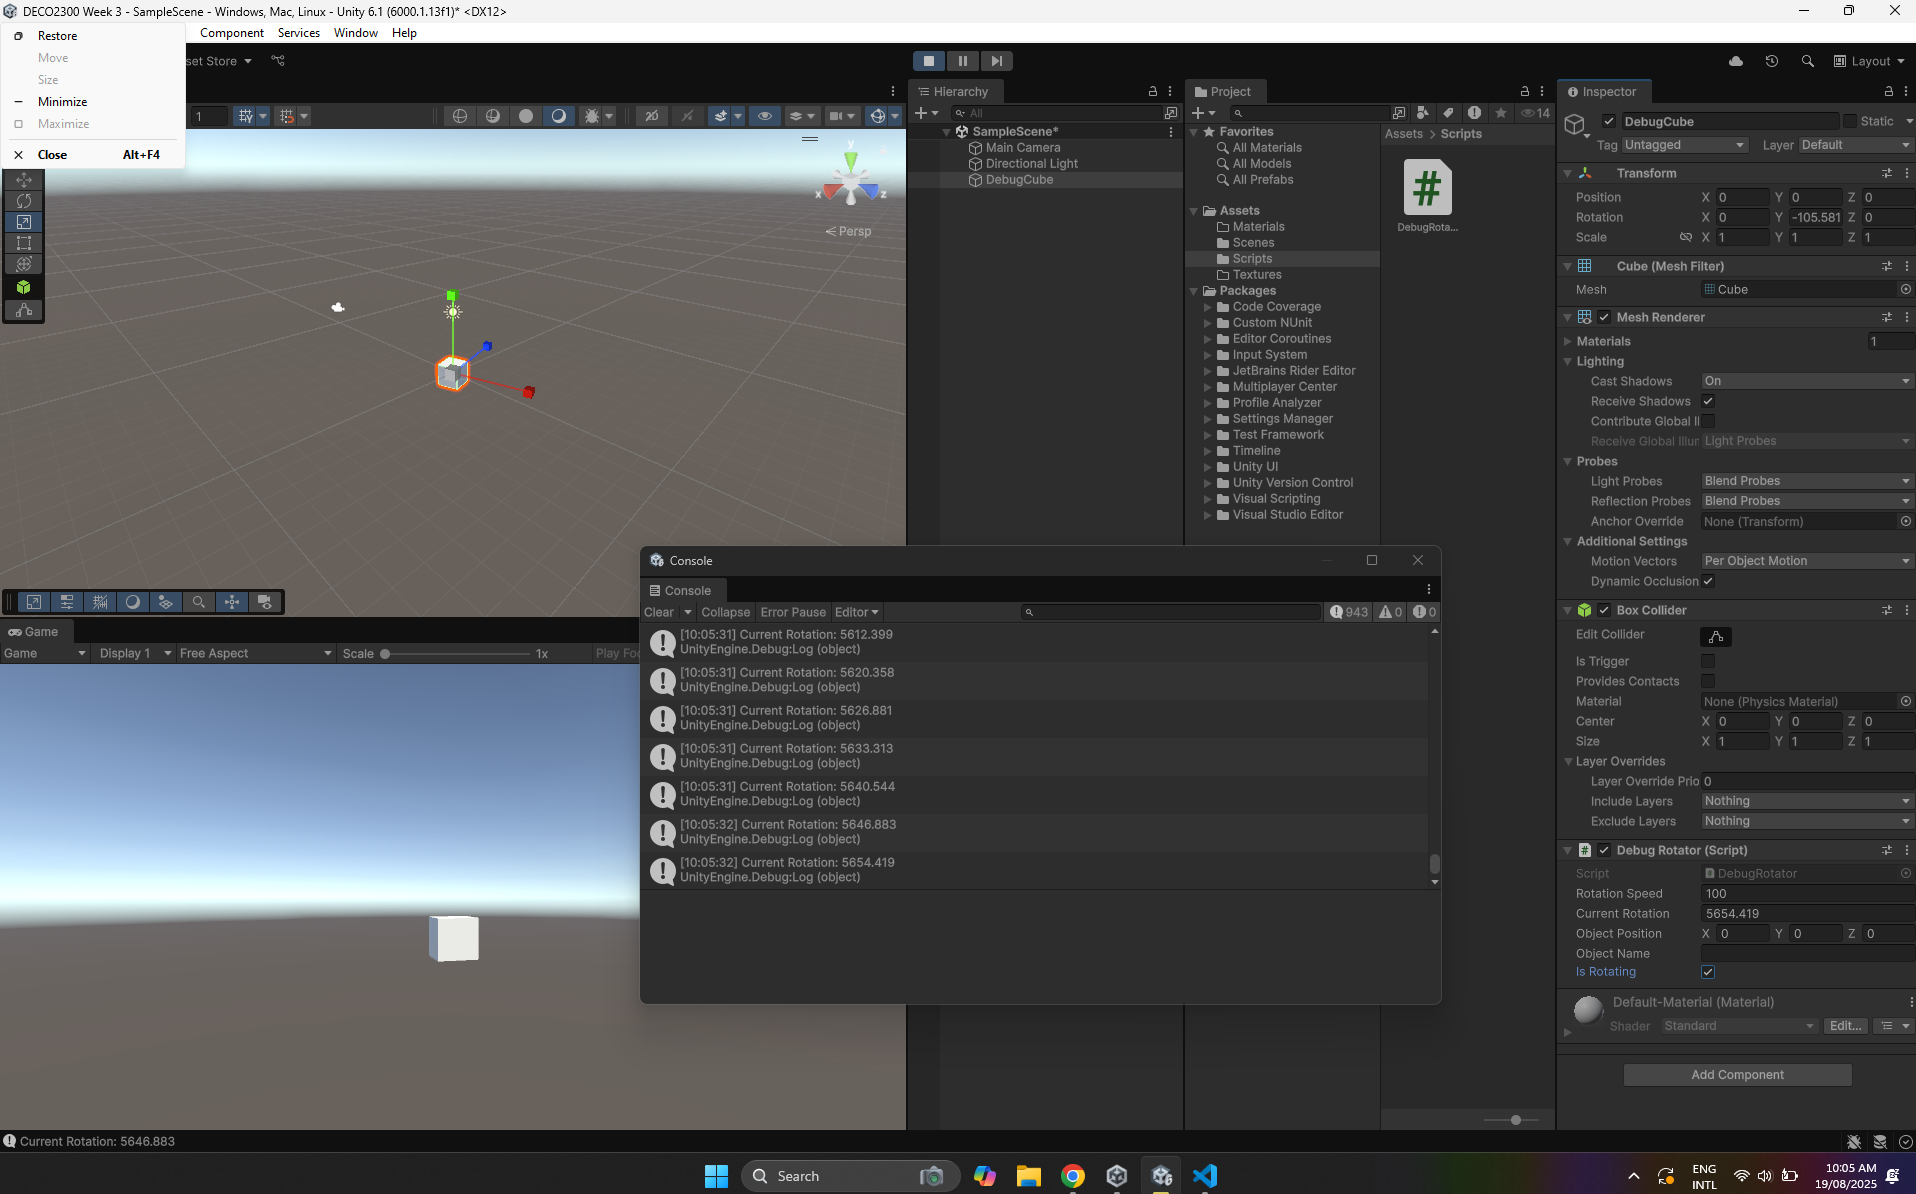 DECO2300 Week 3 - SampleScene - Windows, Mac, Linux - Unity 6.1 (6000.1.13f1)* <DX12>
Restore
Move
Size
Minimize
Maximize
Close Alt+F4
Component Services Window Help
set Store
Layout
1
2D
Persp
y
x
z
Hierarchy
All
SampleScene*
Main Camera
Directional Light
DebugCube
Project
14
Favorites
All Materials
All Models
All Prefabs
Assets
Materials
Scenes
Scripts
Textures
Packages
Code Coverage
Custom NUnit
Editor Coroutines
Input System
JetBrains Rider Editor
Multiplayer Center
Profile Analyzer
Settings Manager
Test Framework
Timeline
Unity UI
Unity Version Control
Visual Scripting
Visual Studio Editor
Assets > Scripts
#
DebugRota...
Inspector
DebugCube Static
Tag Untagged Layer Default
Transform
Position X 0 Y 0 Z 0
Rotation X 0 Y -105.581 Z 0
Scale X 1 Y 1 Z 1
Cube (Mesh Filter)
Mesh Cube
Mesh Renderer
Materials 1
Lighting
Cast Shadows On
Receive Shadows
Contribute Global Il
Receive Global Illur Light Probes
Probes
Light Probes Blend Probes
Reflection Probes Blend Probes
Anchor Override None (Transform)
Additional Settings
Motion Vectors Per Object Motion
Dynamic Occlusion
Box Collider
Edit Collider
Is Trigger
Provides Contacts
Material None (Physics Material)
Center X 0 Y 0 Z 0
Size X 1 Y 1 Z 1
Layer Overrides
Layer Override Prio 0
Include Layers Nothing
Exclude Layers Nothing
# Debug Rotator (Script)
Script DebugRotator
Rotation Speed 100
Current Rotation 5654.419
Object Position X 0 Y 0 Z 0
Object Name
Is Rotating
Default-Material (Material)
Shader Standard Edit...
Add Component
Game
Game Display 1 Free Aspect Scale 1x Play Foc
Console
Console
Clear Collapse Error Pause Editor 943 0 0
[10:05:31] Current Rotation: 5612.399
UnityEngine.Debug:Log (object)
[10:05:31] Current Rotation: 5620.358
UnityEngine.Debug:Log (object)
[10:05:31] Current Rotation: 5626.881
UnityEngine.Debug:Log (object)
[10:05:31] Current Rotation: 5633.313
UnityEngine.Debug:Log (object)
[10:05:31] Current Rotation: 5640.544
UnityEngine.Debug:Log (object)
[10:05:32] Current Rotation: 5646.883
UnityEngine.Debug:Log (object)
[10:05:32] Current Rotation: 5654.419
UnityEngine.Debug:Log (object)
Current Rotation: 5646.883
Search
ENG
INTL
10:05 AM
19/08/2025